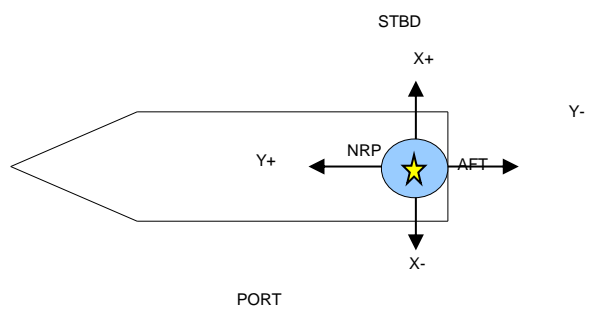 STBD
X+
Y-
NRP
Y+
AFT
X-
PORT